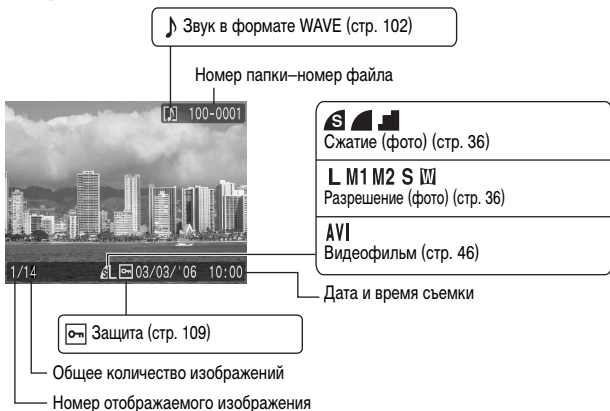 Звук в формате WAVE (стр. 102)
Номер папки–номер файла
100-0001
S
Сжатие (фото) (стр. 36)
L M1 M2 S W
Разрешение (фото) (стр. 36)
AVI
Видеофильм (стр. 46)
1/14 S L 03/03/'06 10:00
Дата и время съемки
Защита (стр. 109)
Общее количество изображений
Номер отображаемого изображения